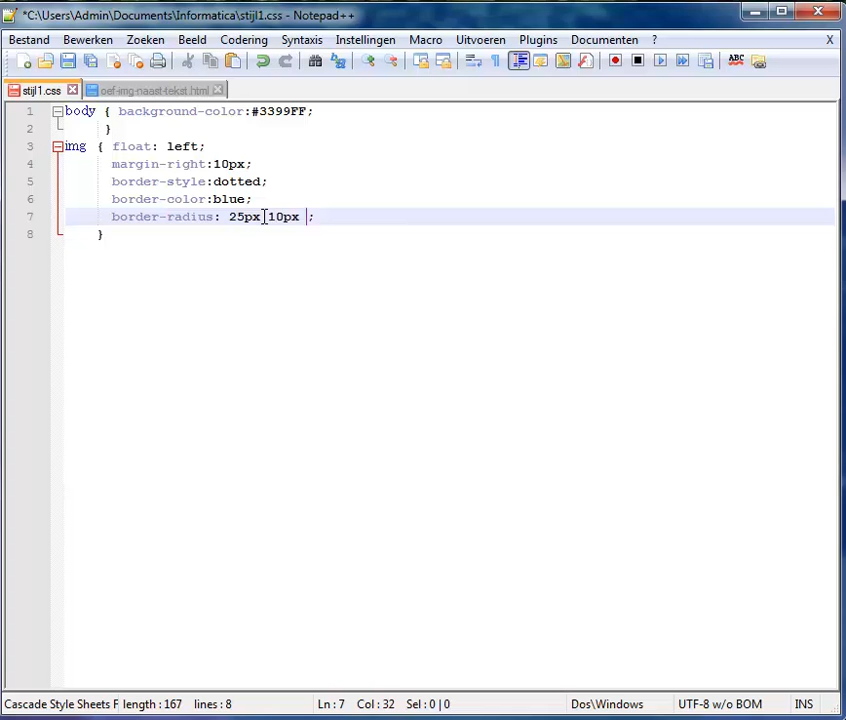 *C:\Users\Admin\Documents\Informatica\stijl1.css - Notepad++
Bestand Bewerken Zoeken Beeld Codering Syntaxis Instellingen Macro Uitvoeren Plugins Documenten ? X
ABC
stijl1.css oef-img-naast-tekst.html
1 body { background-color:#3399FF;
2 }
3 img { float: left;
4 margin-right:10px;
5 border-style:dotted;
6 border-color:blue;
7 border-radius: 25px 10px ;
8 }
Cascade Style Sheets F length : 167 lines : 8 Ln : 7 Col : 32 Sel : 0 | 0 Dos\Windows UTF-8 w/o BOM INS